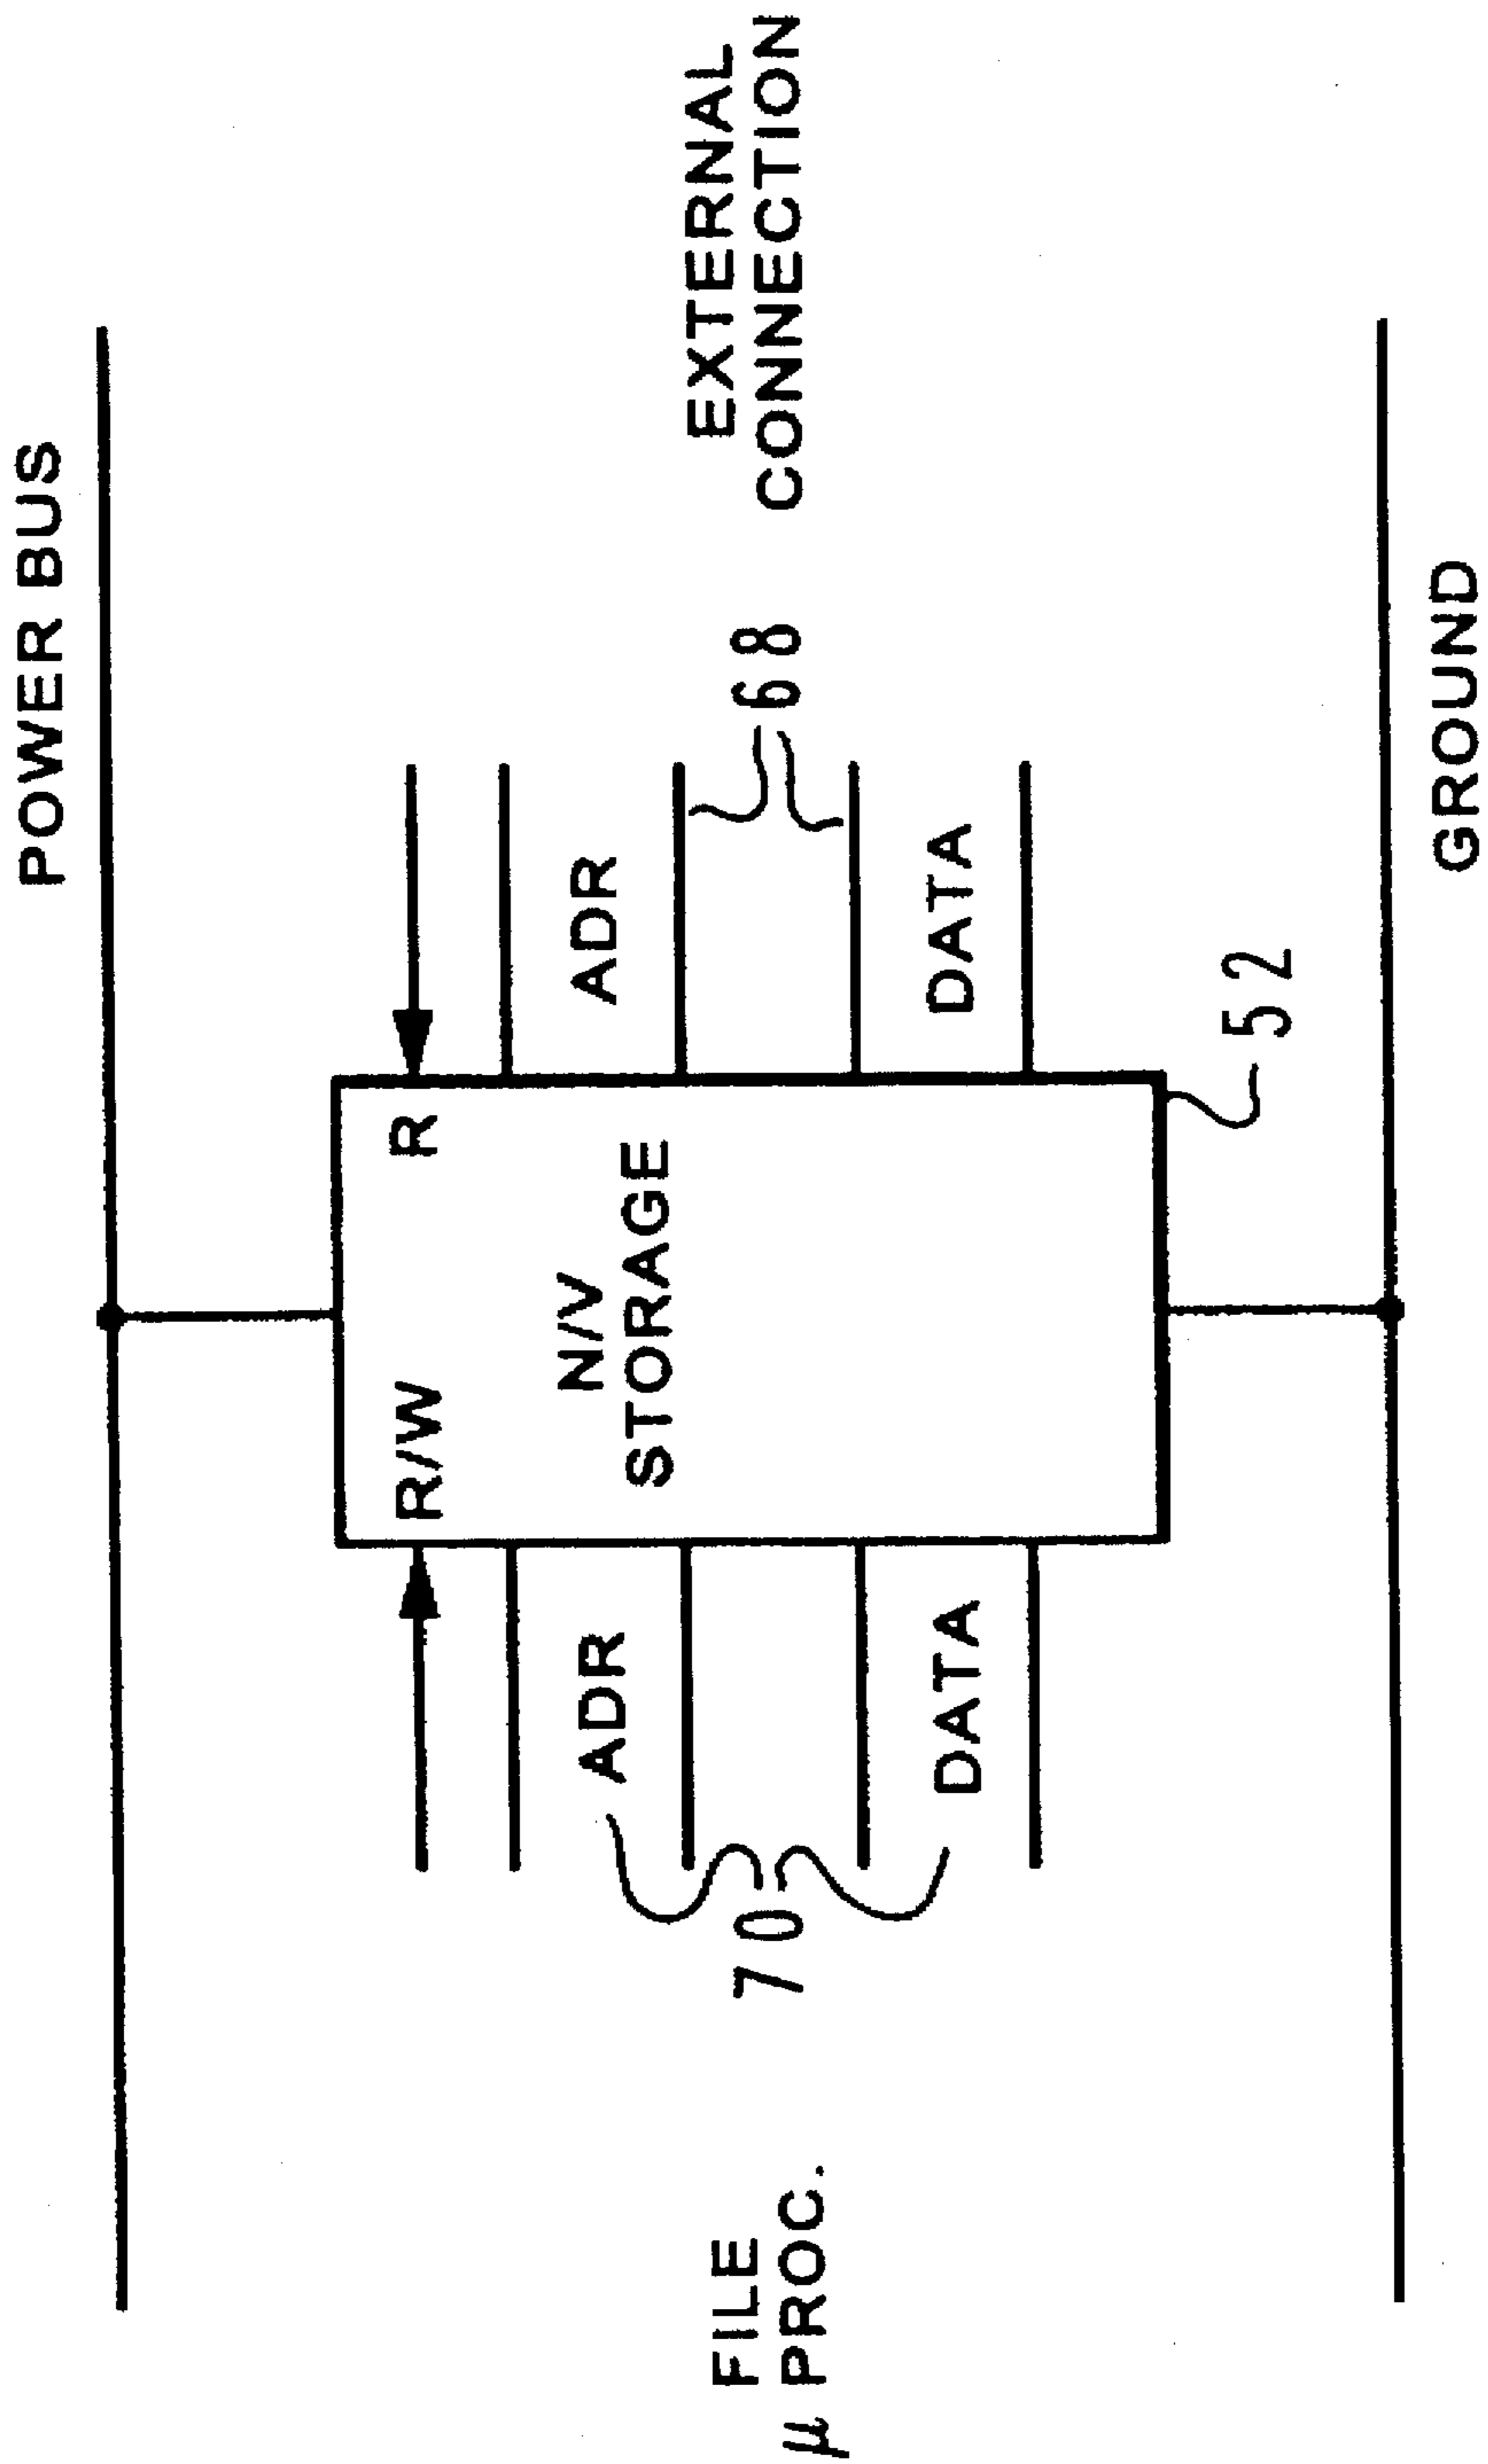 POWER BUS
R/W
R
ADR
ADR
N/V
STORAGE
FILE
μ PROC.
70
68
EXTERNAL
CONNECTION
DATA
DATA
52
GROUND